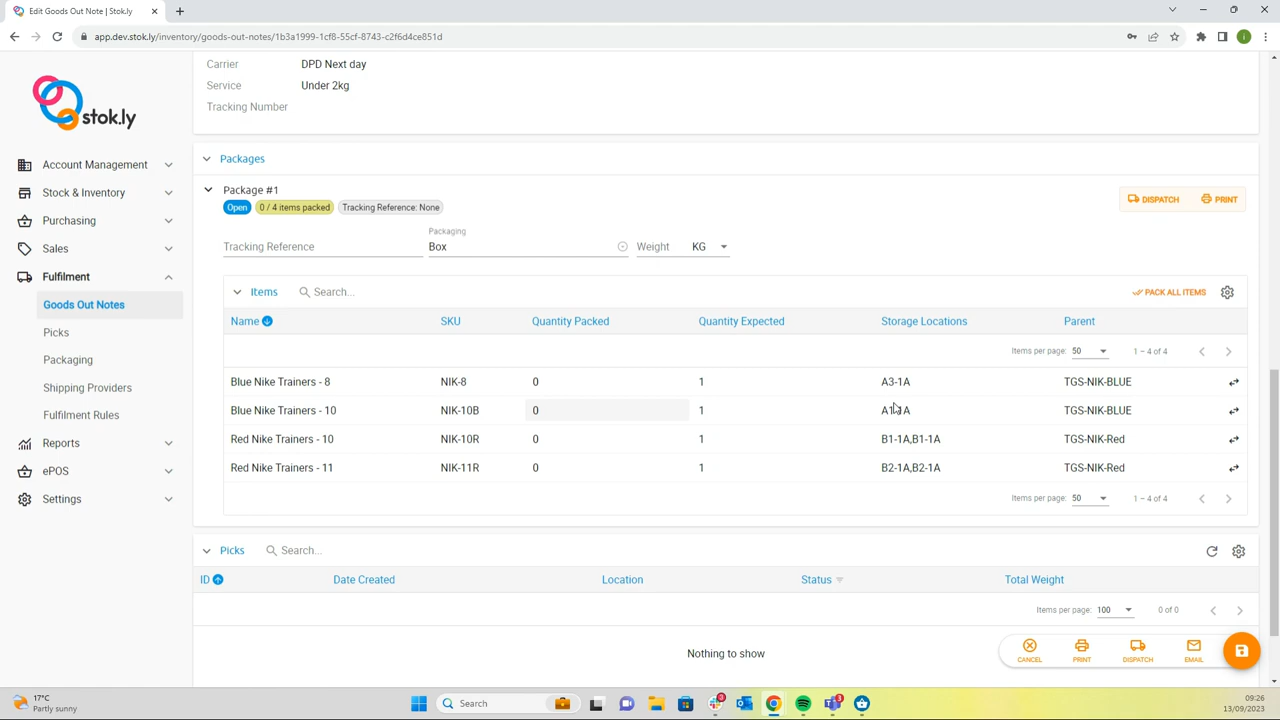 Edit Goods Out Note | Stok.ly
app.dev.stok.ly/inventory/goods-out-notes/1b3a1999-1cf8-55cf-8743-c2f6d4ce851d
i
stok.ly
Account Management
Stock & Inventory
Purchasing
Sales
Fulfilment
Goods Out Notes
Picks
Packaging
Shipping Providers
Fulfilment Rules
Reports
ePOS
Settings
Carrier DPD Next day
Service Under 2kg
Tracking Number
Packages
Package #1
Open 0 / 4 items packed Tracking Reference: None
DISPATCH PRINT
Packaging
Tracking Reference Box Weight KG
Items Search... PACK ALL ITEMS
Name SKU Quantity Packed Quantity Expected Storage Locations Parent
Items per page: 50 1 – 4 of 4
Blue Nike Trainers - 8 NIK-8 0 1 A3-1A TGS-NIK-BLUE
Blue Nike Trainers - 10 NIK-10B 0 1 A1-1A TGS-NIK-BLUE
Red Nike Trainers - 10 NIK-10R 0 1 B1-1A,B1-1A TGS-NIK-Red
Red Nike Trainers - 11 NIK-11R 0 1 B2-1A,B2-1A TGS-NIK-Red
Items per page: 50 1 – 4 of 4
Picks Search...
ID Date Created Location Status Total Weight
Items per page: 100 0 of 0
Nothing to show
CANCEL PRINT DISPATCH EMAIL
17°C
Partly sunny
Search
3
3
09:26
13/09/2023